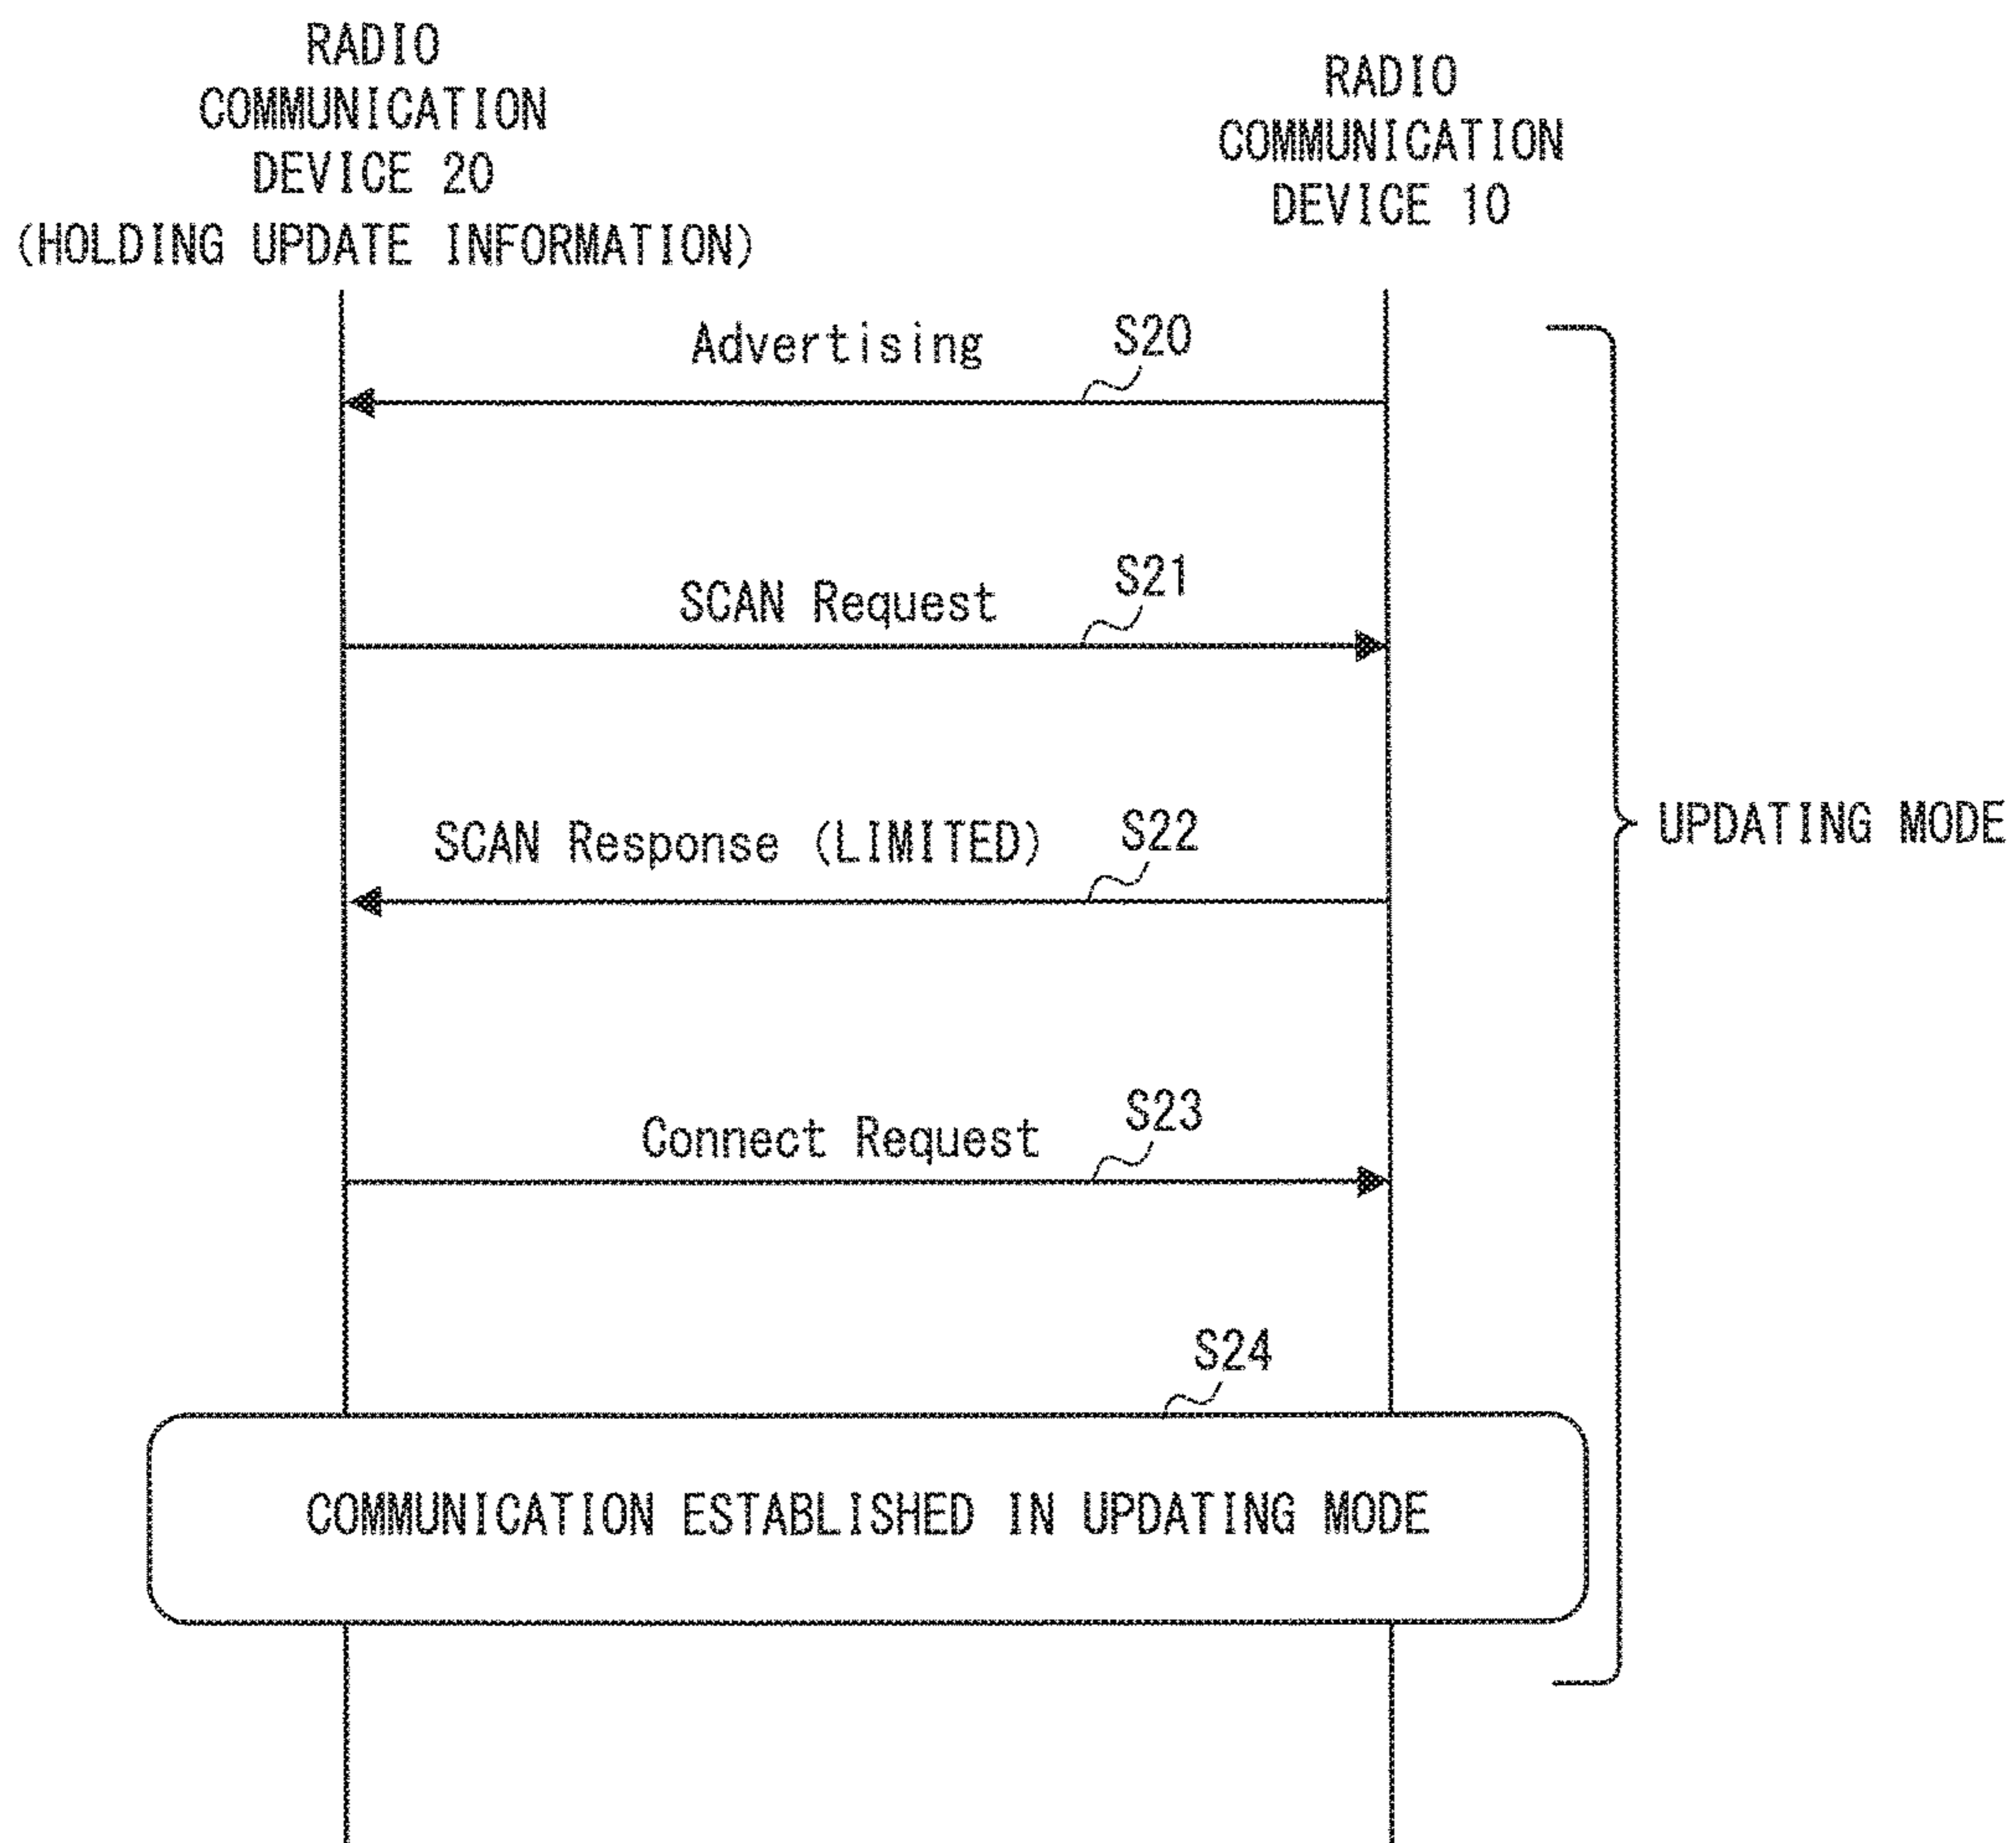 RADIO
COMMUNICATION
DEVICE 20
(HOLDING UPDATE INFORMATION)
RADIO
COMMUNICATION
DEVICE 10
Advertising
S20
SCAN Request
S21
SCAN Response (LIMITED)
S22
UPDATING MODE
Connect Request
S23
S24
COMMUNICATION ESTABLISHED IN UPDATING MODE